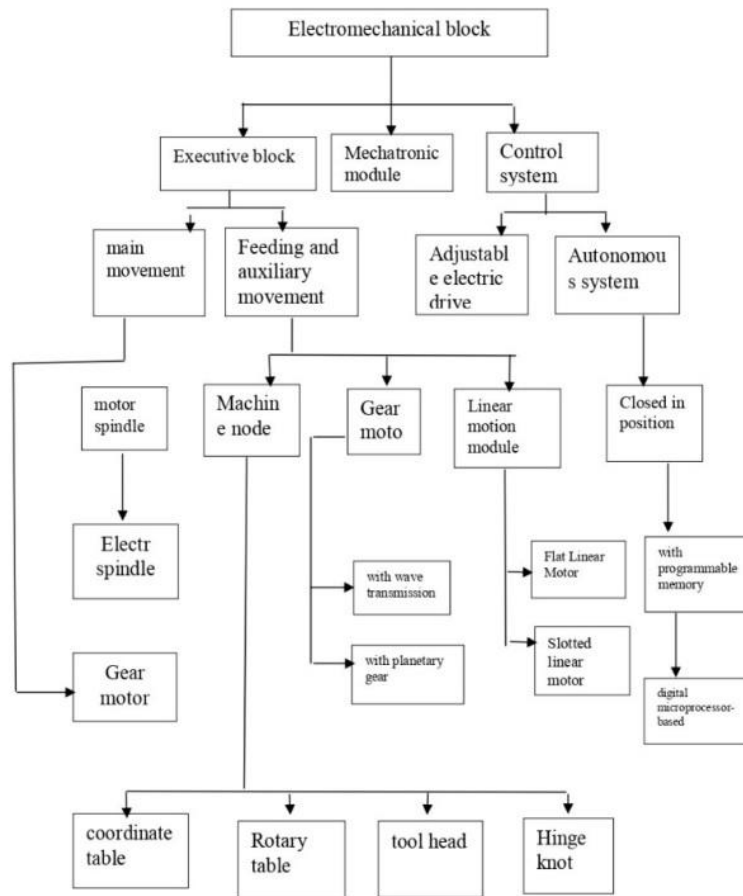 Electromechanical block
Executive block
Mechatronic
module
Control
system
main
movement
Feeding and
auxiliary
movement
Adjustabl
e electric
drive
Autonomou
s system
motor
spindle
Machin
e node
Gear
moto
Linear
motion
module
Closed in
position
Electr
spindle
with wave
transmission
Flat Linear
Motor
with
programmable
memory
Gear
motor
with planetary
gear
Slotted
linear
motor
digital
microprocessor-
based
coordinate
table
Rotary
table
tool head
Hinge
knot